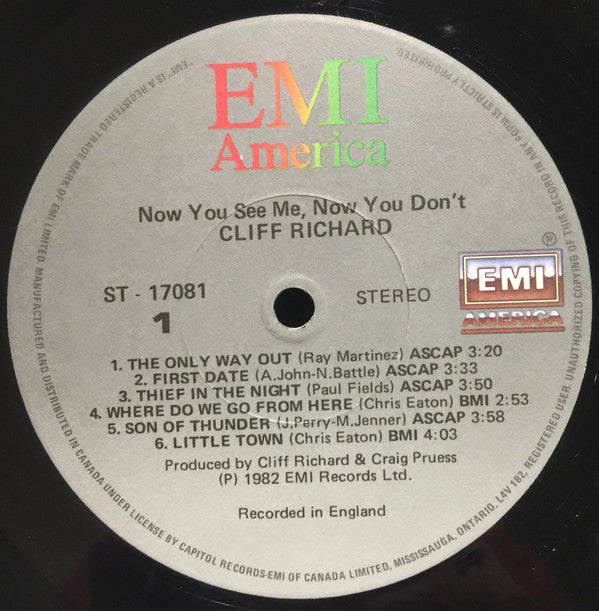 EMI
America
Now You See Me, Now You Don't
CLIFF RICHARD
ST - 17081
STEREO
1
®
EMI
AMERICA
1. THE ONLY WAY OUT (Ray Martinez) ASCAP 3:20
2. FIRST DATE (A.John-N.Battle) ASCAP 3:33
3. THIEF IN THE NIGHT (Paul Fields) ASCAP 3:50
4. WHERE DO WE GO FROM HERE (Chris Eaton) BMI 2:53
5. SON OF THUNDER (J.Perry-M.Jenner) ASCAP 3:58
6. LITTLE TOWN (Chris Eaton) BMI 4:03
Produced by Cliff Richard & Craig Pruess
(P) 1982 EMI Records Ltd.
Recorded in England
"EMI" IS A REGISTERED TRADE MARK OF EMI LIMITED. MANUFACTURED AND DISTRIBUTED IN CANADA UNDER LICENSE BY CAPITOL RECORDS-EMI OF CANADA LIMITED, MISSISSAUGA, ONTARIO, L4V 1B2, REGISTERED USER. UNAUTHORIZED COPYING OF THIS RECORD IN ANY FORM IS STRICTLY PROHIBITED.